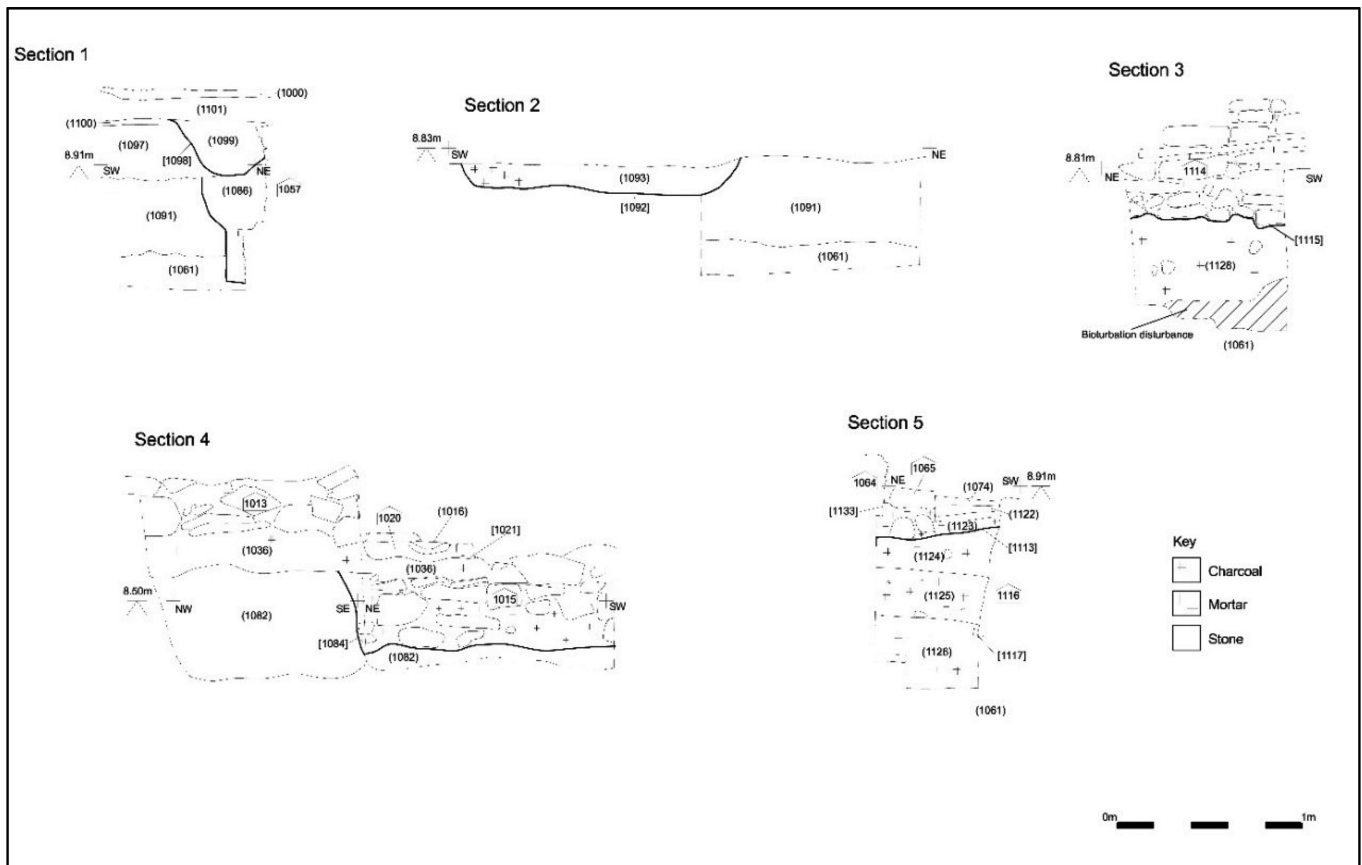 Section 1
(1000)
(1101)
(1100)
(1099)
(1097)
[1098]
8.91m
SW
NE
(1086)
1057
(1091)
(1061)
Section 2
8.83m
SW
NE
(1093)
[1092]
(1091)
(1061)
Section 3
8.81m
NE
1114
SW
[1115]
(1128)
Bioturbation disturbance
(1061)
Section 4
1013
1020
(1016)
[1021]
(1036)
(1036)
8.50m
NW
SE
NE
1015
SW
(1082)
[1084]
(1082)
Section 5
1065
1064
NE
(1074)
SW
8.91m
[1133]
(1122)
(1123)
[1113]
(1124)
(1125)
1116
(1126)
[1117]
(1061)
Key
Charcoal
Mortar
Stone
0m
1m